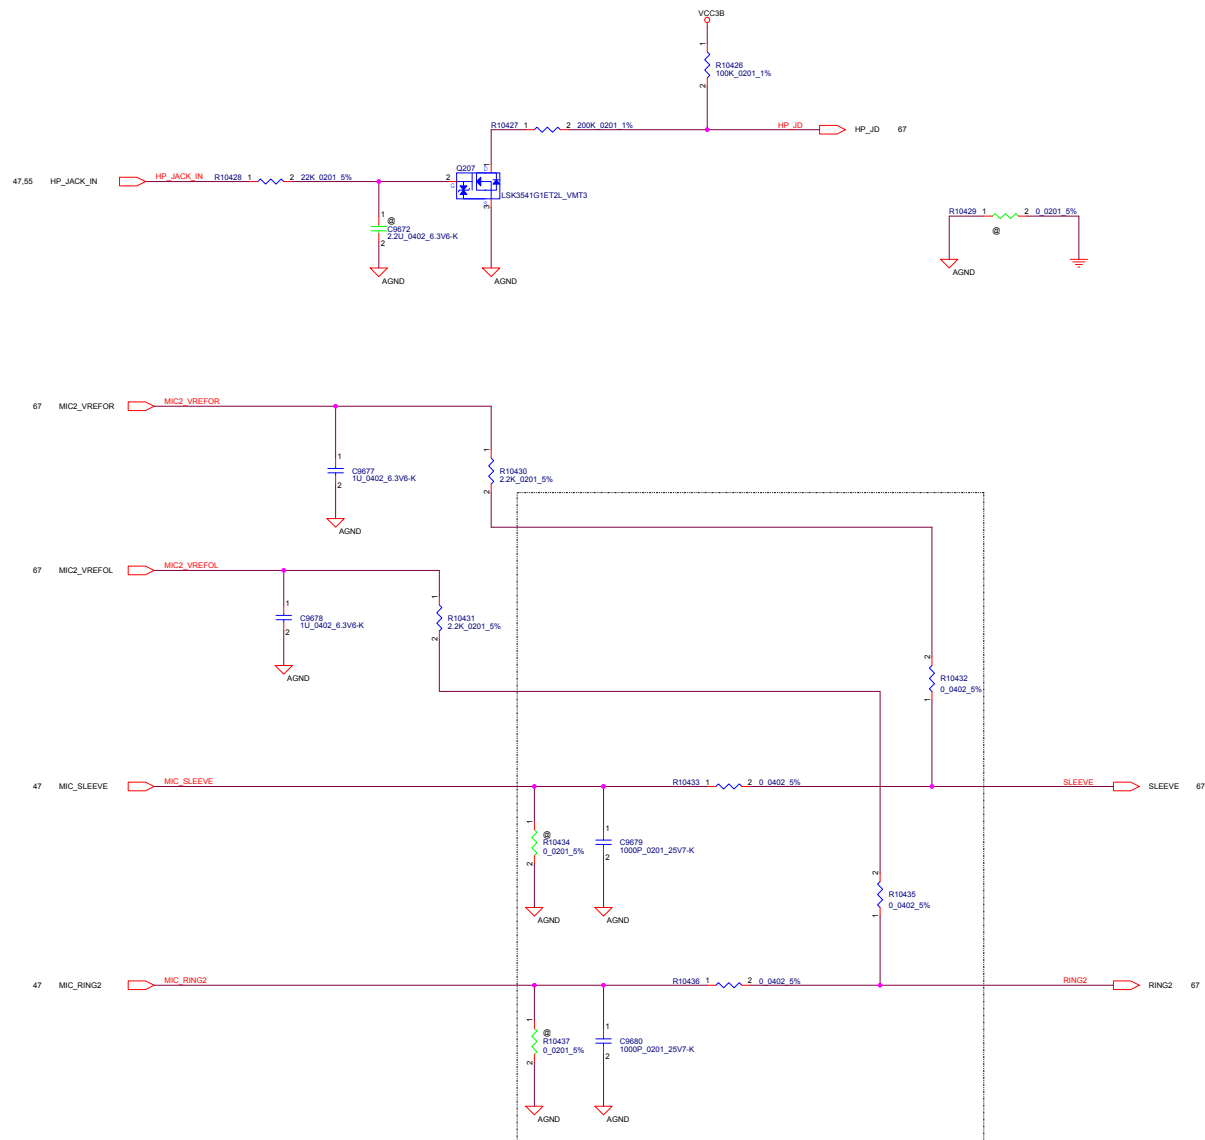 VCC3B
1
R10426
100K_0201_1%
2
R10427 1 2 200K_0201_1%
HP_JD
HP_JD 67
47,55 HP_JACK_IN
HP_JACK_IN
R10428 1 2 22K_0201_5%
Q207
1
2
3
LSK3541G1ET2L_VMT3
1
@
C9672
2.2U_0402_6.3V6-K
2
AGND
AGND
R10429 1 2 0_0201_5%
@
AGND
67 MIC2_VREFOR
MIC2_VREFOR
1
C9677
1U_0402_6.3V6-K
2
AGND
1
R10430
2.2K_0201_5%
2
67 MIC2_VREFOL
MIC2_VREFOL
1
C9678
1U_0402_6.3V6-K
2
AGND
1
R10431
2.2K_0201_5%
2
2
R10432
0_0402_5%
1
47 MIC_SLEEVE
MIC_SLEEVE
R10433 1 2 0_0402_5%
SLEEVE
SLEEVE 67
1
@
R10434
0_0201_5%
2
AGND
1
C9679
1000P_0201_25V7-K
2
AGND
2
R10435
0_0402_5%
1
47 MIC_RING2
MIC_RING2
R10436 1 2 0_0402_5%
RING2
RING2 67
1
@
R10437
0_0201_5%
2
AGND
1
C9680
1000P_0201_25V7-K
2
AGND